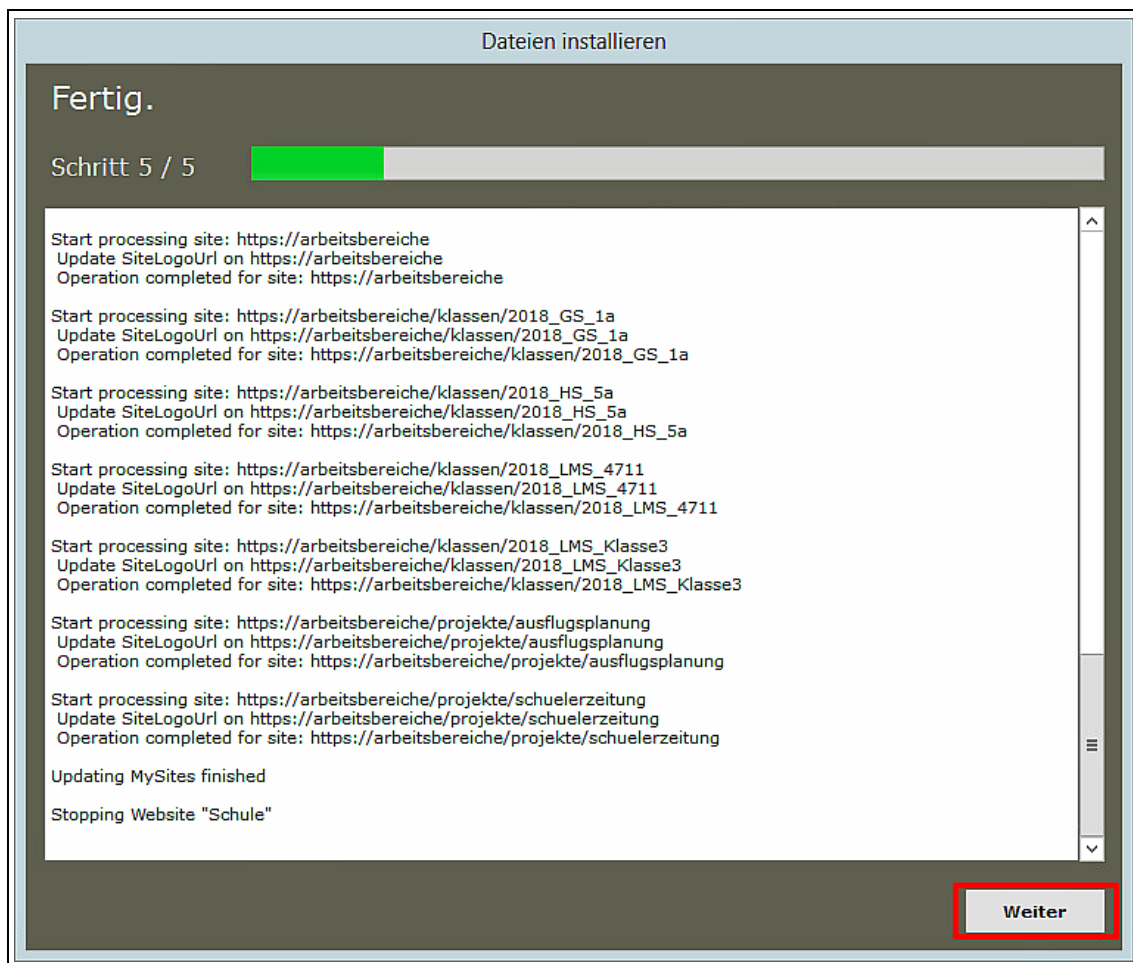 Dateien installieren
Fertig.
Schritt 5 / 5
Start processing site: https://arbeitsbereiche
Update SiteLogoUrl on https://arbeitsbereiche
Operation completed for site: https://arbeitsbereiche
Start processing site: https://arbeitsbereiche/klassen/2018_GS_1a
Update SiteLogoUrl on https://arbeitsbereiche/klassen/2018_GS_1a
Operation completed for site: https://arbeitsbereiche/klassen/2018_GS_1a
Start processing site: https://arbeitsbereiche/klassen/2018_HS_5a
Update SiteLogoUrl on https://arbeitsbereiche/klassen/2018_HS_5a
Operation completed for site: https://arbeitsbereiche/klassen/2018_HS_5a
Start processing site: https://arbeitsbereiche/klassen/2018_LMS_4711
Update SiteLogoUrl on https://arbeitsbereiche/klassen/2018_LMS_4711
Operation completed for site: https://arbeitsbereiche/klassen/2018_LMS_4711
Start processing site: https://arbeitsbereiche/klassen/2018_LMS_Klasse3
Update SiteLogoUrl on https://arbeitsbereiche/klassen/2018_LMS_Klasse3
Operation completed for site: https://arbeitsbereiche/klassen/2018_LMS_Klasse3
Start processing site: https://arbeitsbereiche/projekte/ausflugsplanung
Update SiteLogoUrl on https://arbeitsbereiche/projekte/ausflugsplanung
Operation completed for site: https://arbeitsbereiche/projekte/ausflugsplanung
Start processing site: https://arbeitsbereiche/projekte/schuelerzeitung
Update SiteLogoUrl on https://arbeitsbereiche/projekte/schuelerzeitung
Operation completed for site: https://arbeitsbereiche/projekte/schuelerzeitung
Updating MySites finished
Stopping Website "Schule"
Weiter